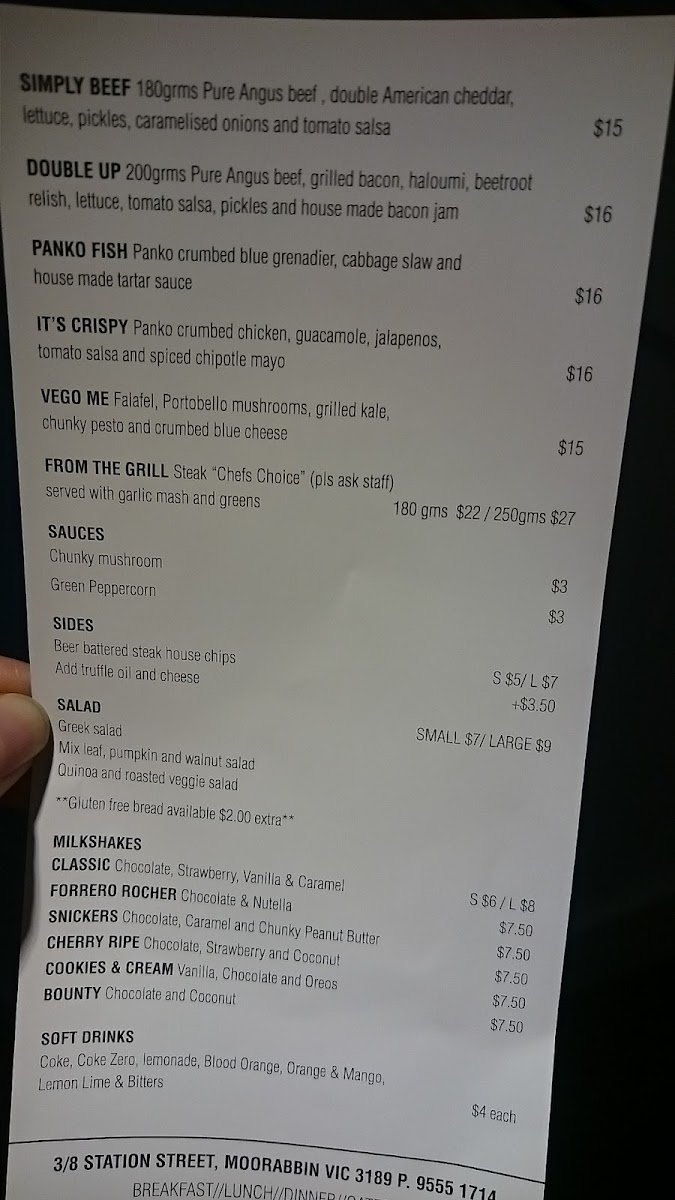 SIMPLY BEEF 180grms Pure Angus beef , double American cheddar,
lettuce, pickles, caramelised onions and tomato salsa $15
DOUBLE UP 200grms Pure Angus beef, grilled bacon, haloumi, beetroot
relish, lettuce, tomato salsa, pickles and house made bacon jam $16
PANKO FISH Panko crumbed blue grenadier, cabbage slaw and
house made tartar sauce $16
IT'S CRISPY Panko crumbed chicken, guacamole, jalapenos,
tomato salsa and spiced chipotle mayo $16
VEGO ME Falafel, Portobello mushrooms, grilled kale,
chunky pesto and crumbed blue cheese $15
FROM THE GRILL Steak "Chefs Choice" (pls ask staff)
served with garlic mash and greens 180 gms $22 / 250gms $27
SAUCES
Chunky mushroom $3
Green Peppercorn $3
SIDES
Beer battered steak house chips S $5/ L $7
Add truffle oil and cheese +$3.50
SALAD SMALL $7/ LARGE $9
Greek salad
Mix leaf, pumpkin and walnut salad
Quinoa and roasted veggie salad
**Gluten free bread available $2.00 extra**
MILKSHAKES
CLASSIC Chocolate, Strawberry, Vanilla & Caramel S $6 / L $8
FORRERO ROCHER Chocolate & Nutella $7.50
SNICKERS Chocolate, Caramel and Chunky Peanut Butter $7.50
CHERRY RIPE Chocolate, Strawberry and Coconut $7.50
COOKIES & CREAM Vanilla, Chocolate and Oreos $7.50
BOUNTY Chocolate and Coconut $7.50
SOFT DRINKS
Coke, Coke Zero, lemonade, Blood Orange, Orange & Mango,
Lemon Lime & Bitters $4 each
3/8 STATION STREET, MOORABBIN VIC 3189 P. 9555 1714
BREAKFAST//LUNCH//DINNER